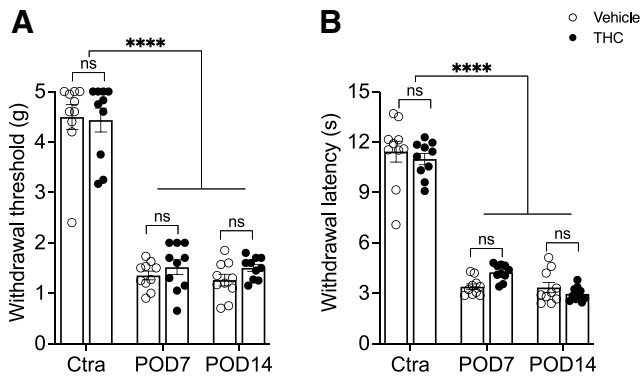 A
B
Vehicle
THC
****
ns
ns
ns
Withdrawal threshold (g)
5
4
3
2
1
0
Ctra POD7 POD14
****
ns
ns
ns
Withdrawal latency (s)
15
12
9
6
3
0
Ctra POD7 POD14